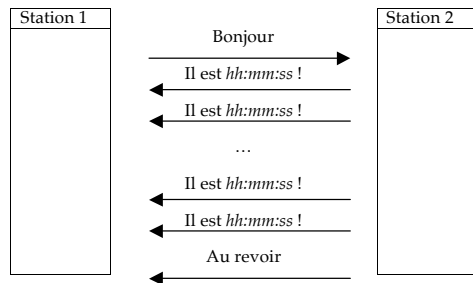 Station 1
Station 2
Bonjour
Il est hh:mm:ss !
Il est hh:mm:ss !
…
Il est hh:mm:ss !
Il est hh:mm:ss !
Au revoir